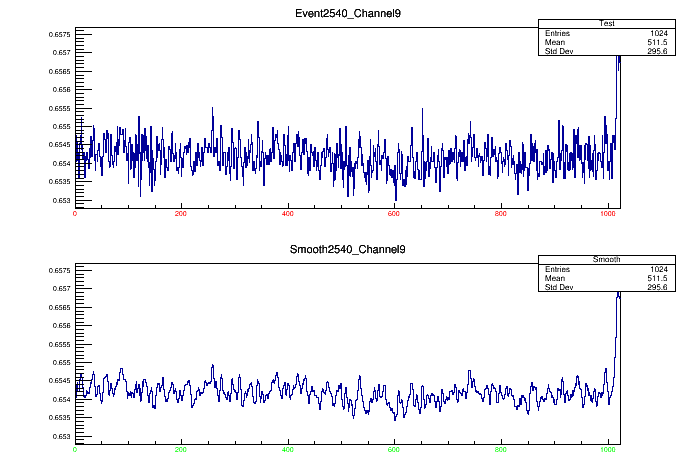 Event2540_Channel9
Test
Entries 1024
Mean 511.5
Std Dev 295.6
0.6575
0.657
0.6565
0.656
0.6555
0.655
0.6545
0.654
0.6535
0.653
0 200 400 600 800 1000
Smooth2540_Channel9
Smooth
Entries 1024
Mean 511.5
Std Dev 295.6
0.6575
0.657
0.6565
0.656
0.6555
0.655
0.6545
0.654
0.6535
0.653
0 200 400 600 800 1000